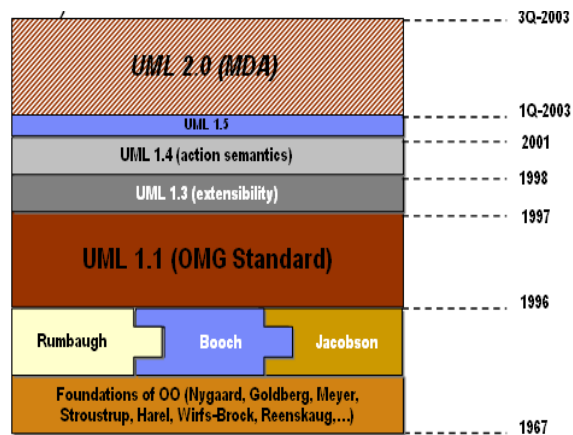 3Q-2003
UML 2.0 (MDA)
1Q-2003
UML 1.5
2001
UML 1.4 (action semantics)
1998
UML 1.3 (extensibility)
1997
UML 1.1 (OMG Standard)
1996
Rumbaugh Booch Jacobson
Foundations of OO (Nygaard, Goldberg, Meyer,
Stroustrup, Harel, Wirfs-Brock, Reenskaug,...)
1967